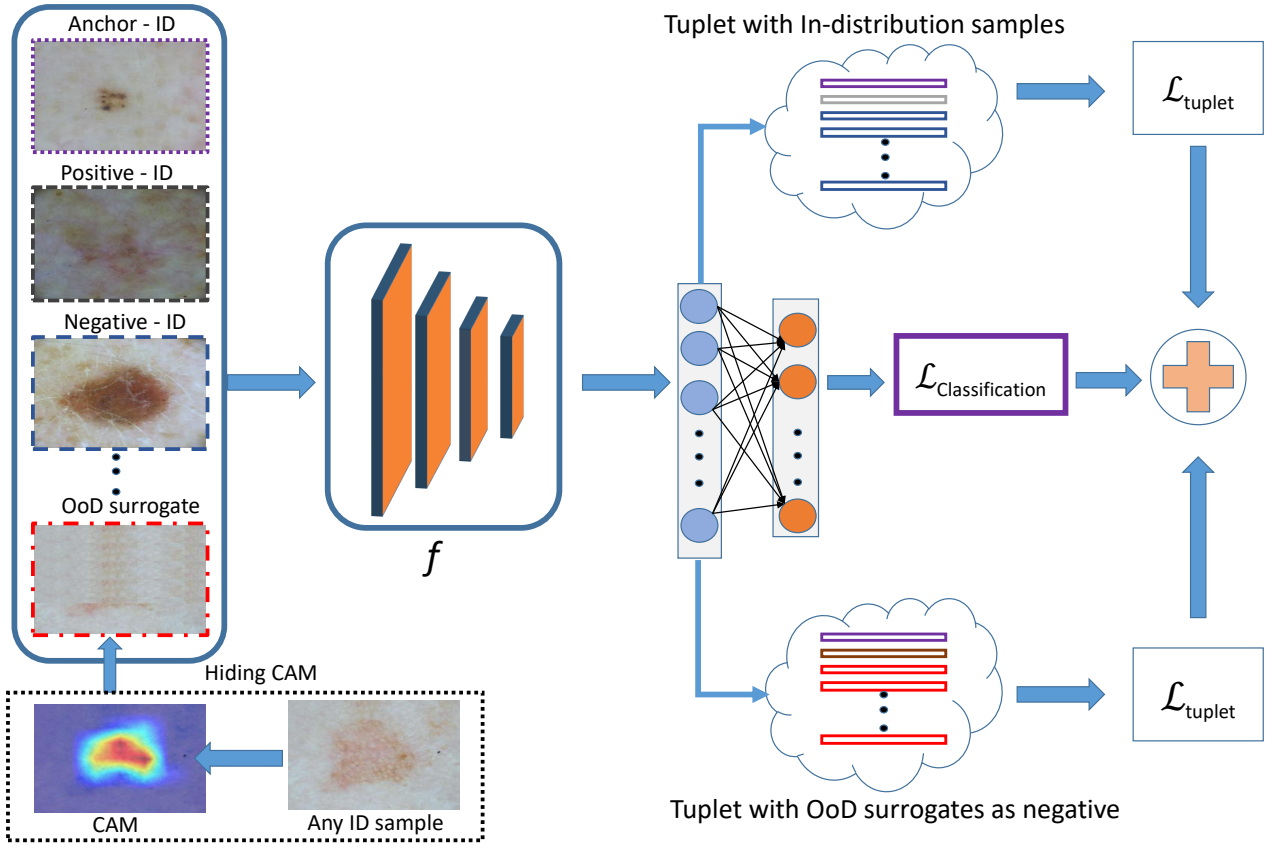 Anchor - ID
Positive - ID
Negative - ID
OoD surrogate
Hiding CAM
CAM
Any ID sample
f
Tuplet with In-distribution samples
ℒtuplet
ℒClassification
ℒtuplet
Tuplet with OoD surrogates as negative